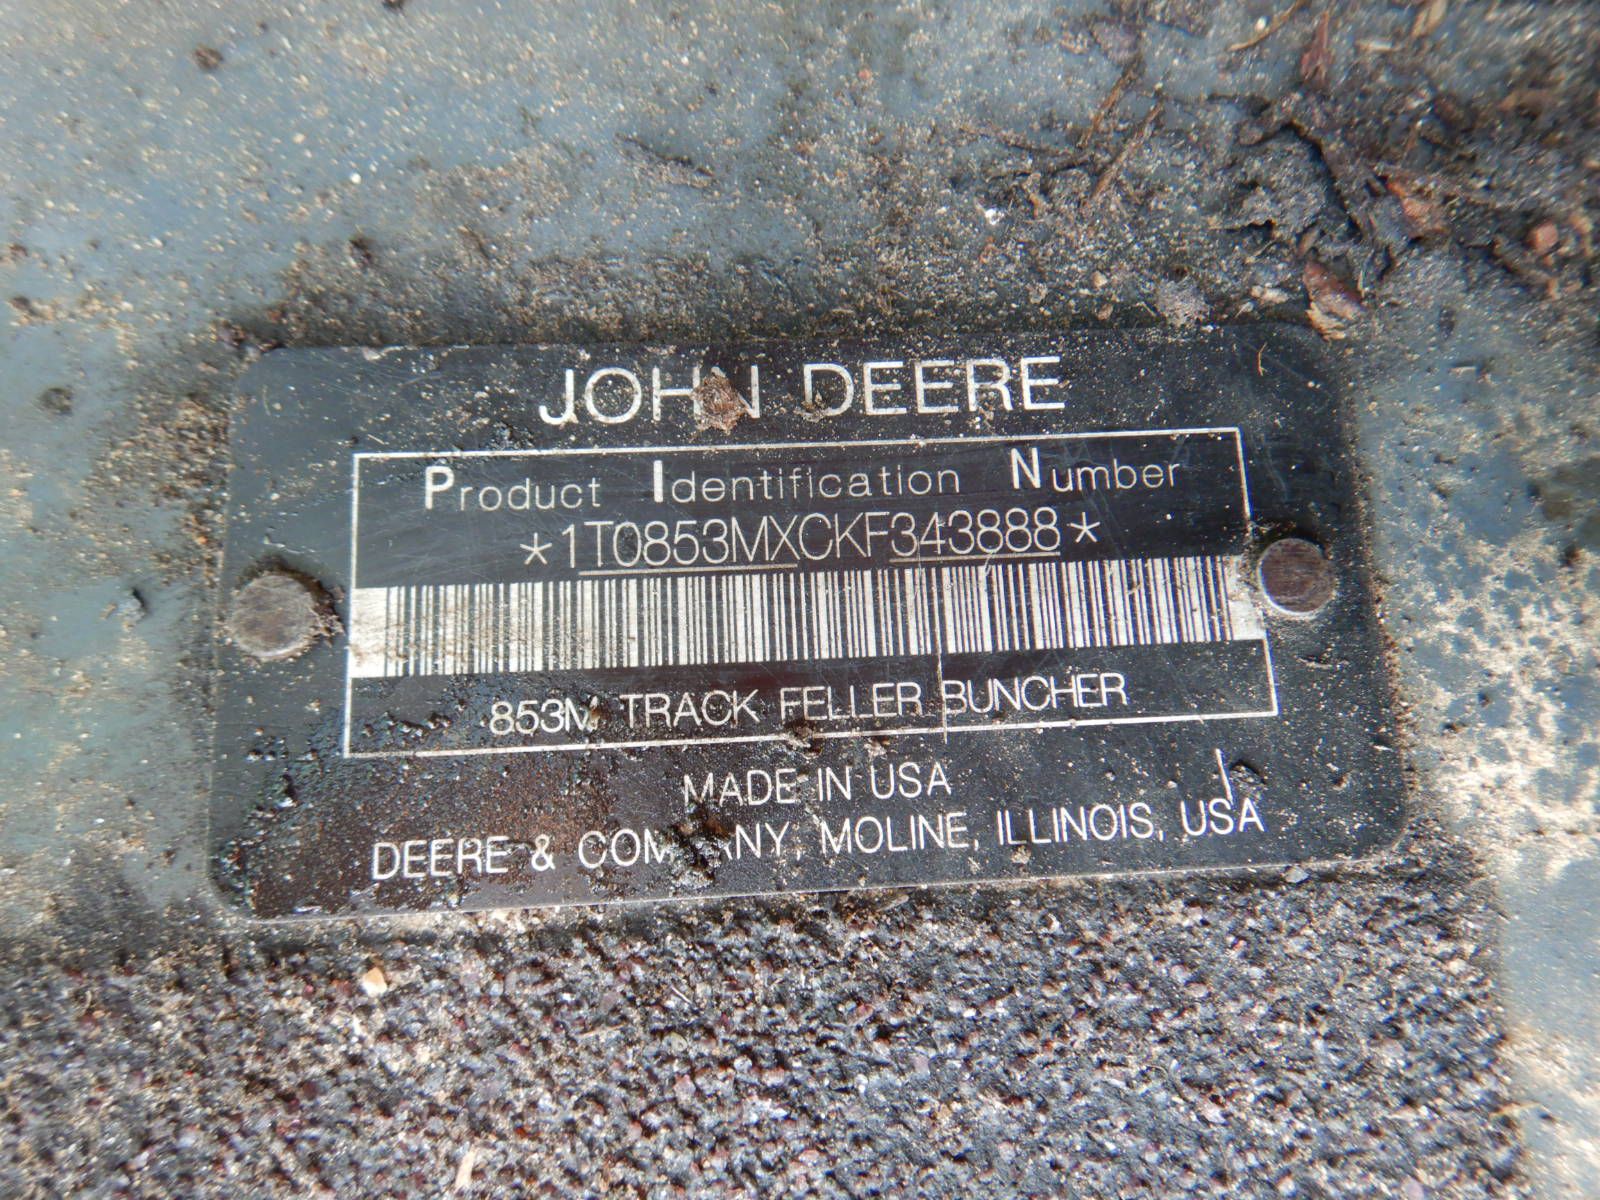 JOHN DEERE
Product Identification Number
*1T0853MXCKF343888*
853M TRACK FELLER BUNCHER
MADE IN USA
DEERE & COMPANY, MOLINE, ILLINOIS, USA